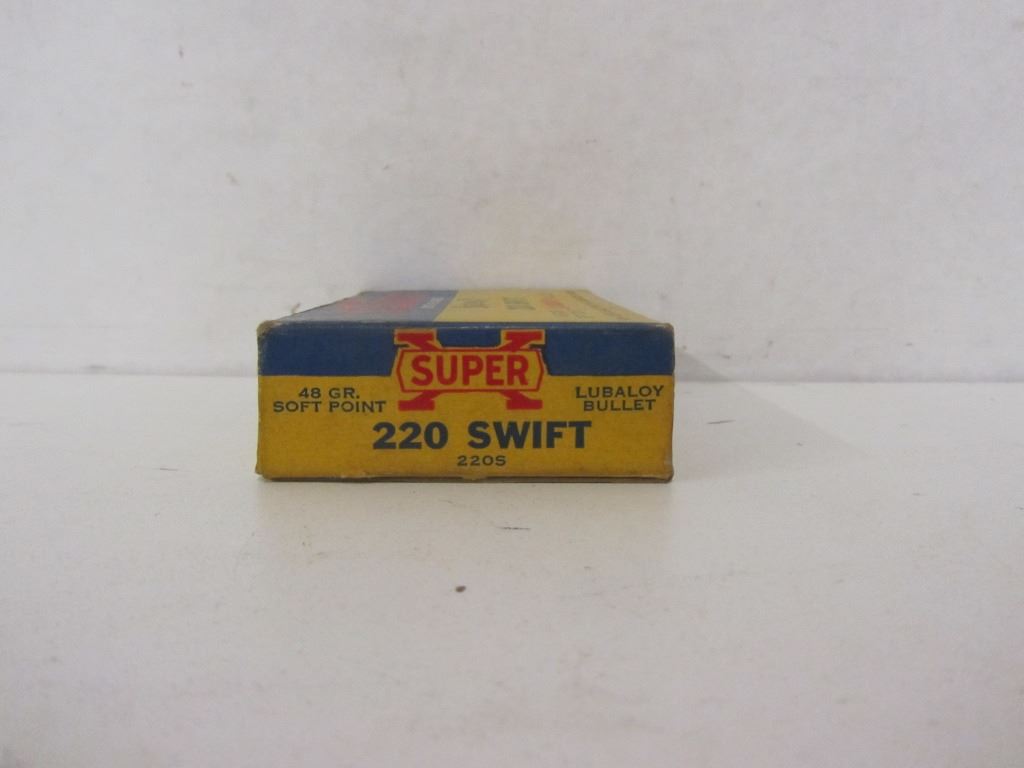 SUPER X
48 GR.
SOFT POINT
LUBALOY
BULLET
220 SWIFT
220S